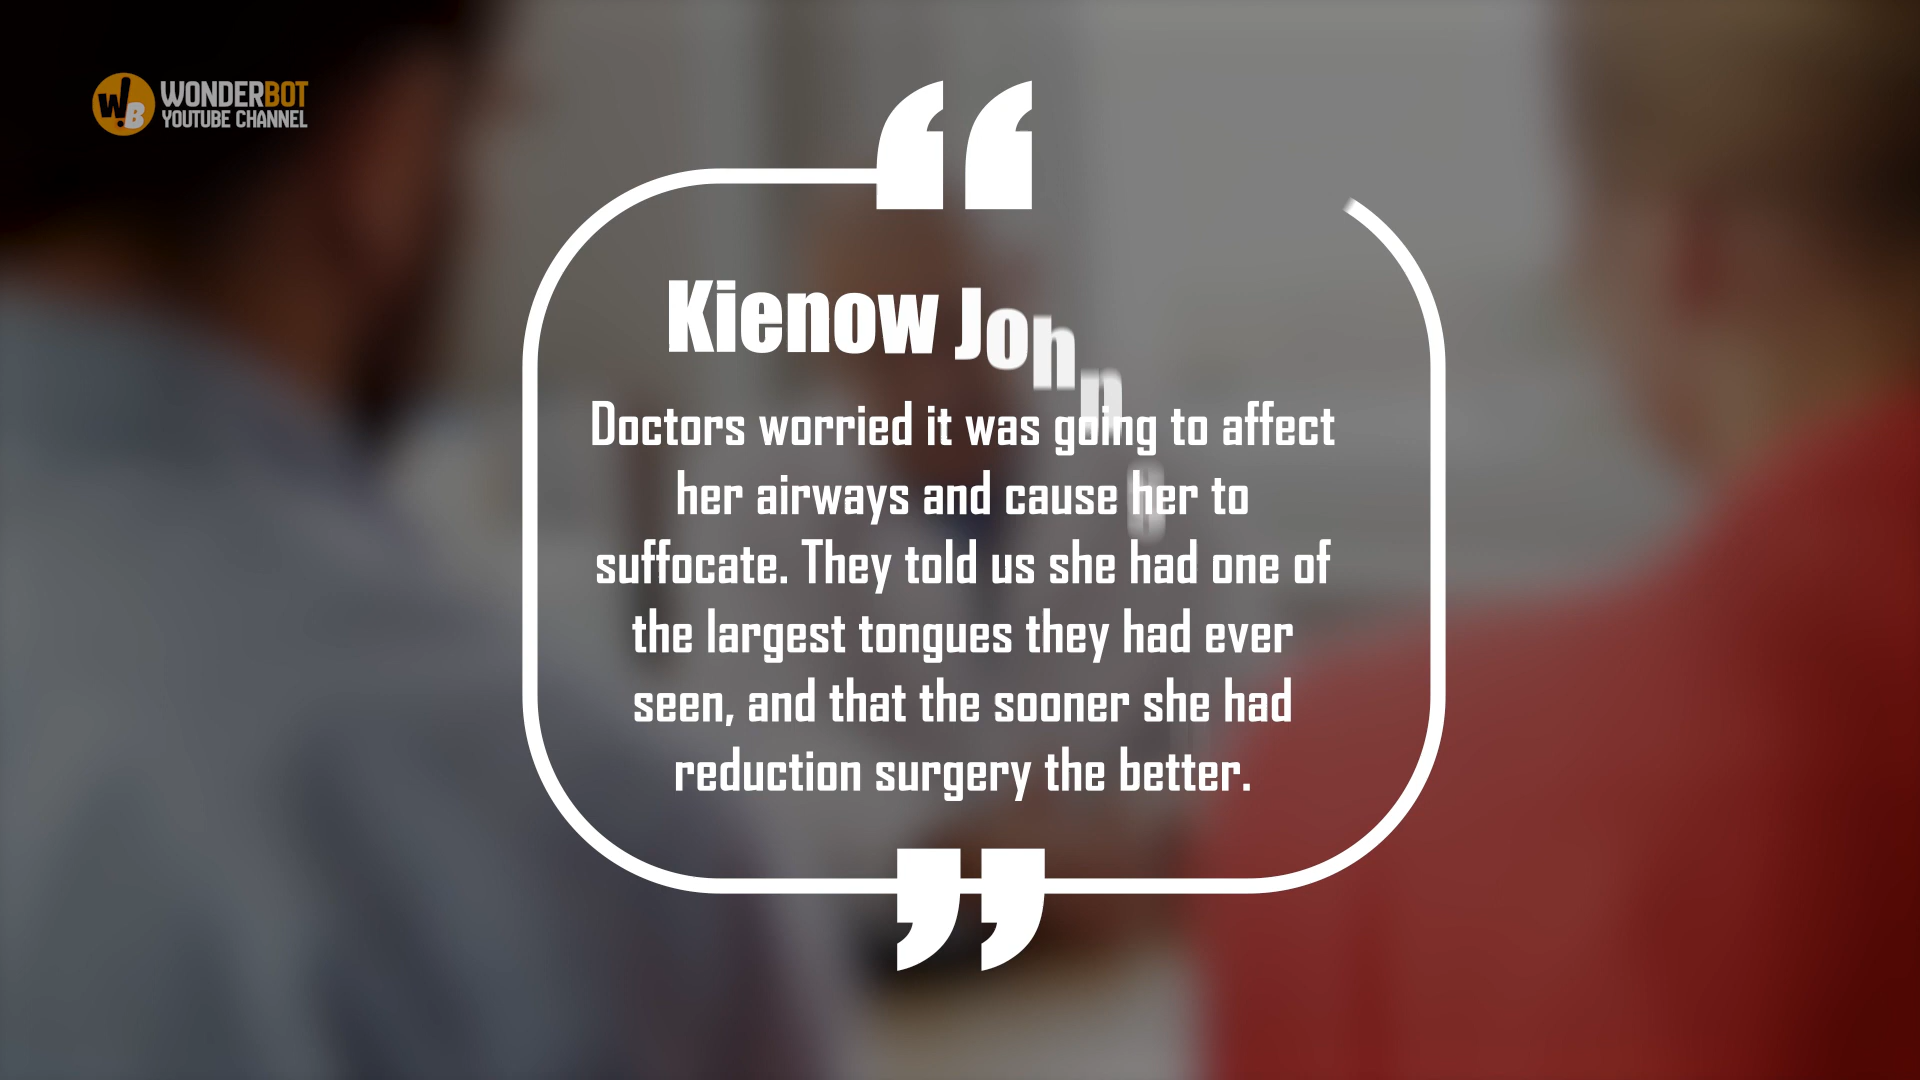 WONDERBOT
YOUTUBE CHANNEL
Kienow Johnn
Doctors worried it was going to affect
her airways and cause her to
suffocate. They told us she had one of
the largest tongues they had ever
seen, and that the sooner she had
reduction surgery the better.